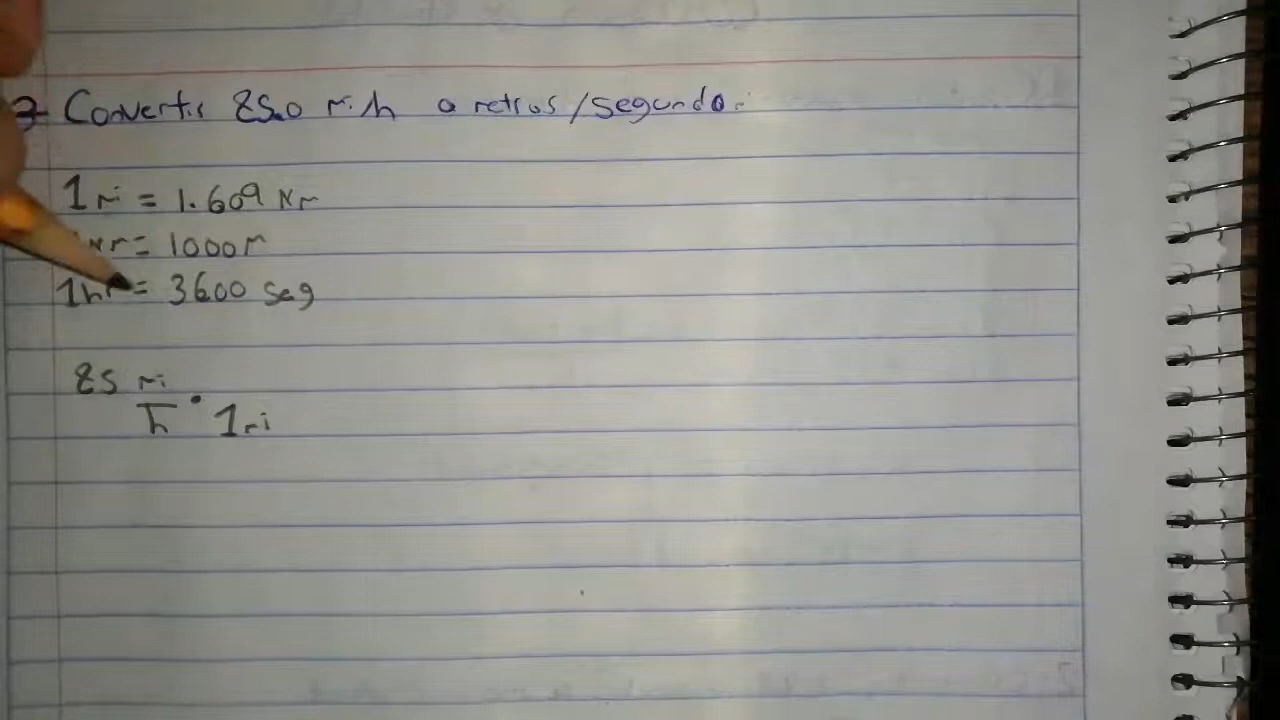 Convertir 85.0 mi/h a metros/segundo.
1 mi = 1.609 Km
1 Km = 1000 m
1 hr = 3600 seg
85 mi
h · 1 mi